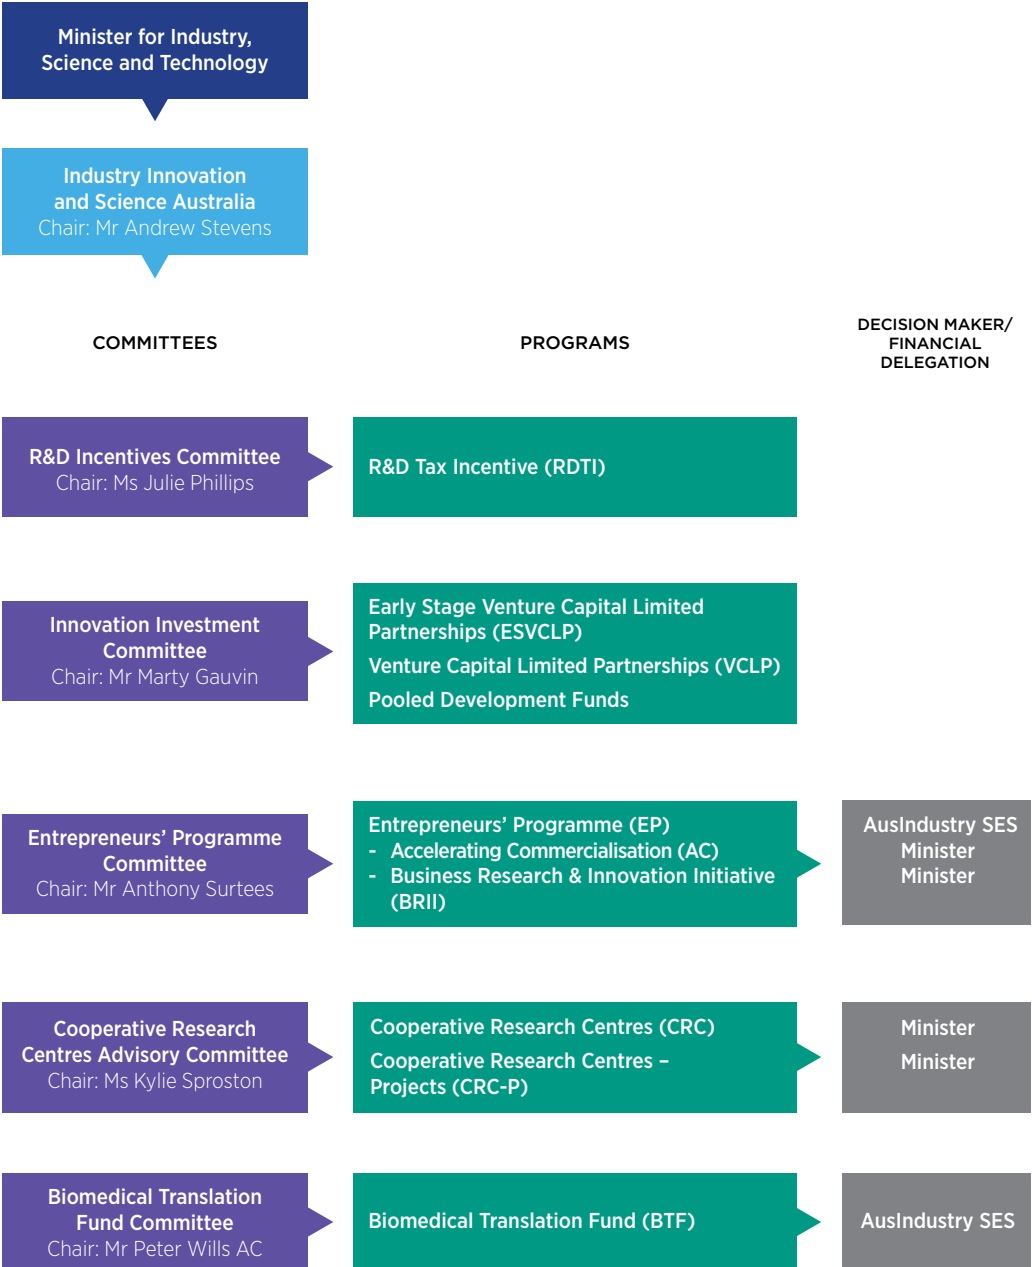 Minister for Industry,
Science and Technology
Industry Innovation
and Science Australia
Chair: Mr Andrew Stevens
COMMITTEES
PROGRAMS
DECISION MAKER/
FINANCIAL
DELEGATION
R&D Incentives Committee
Chair: Ms Julie Phillips
R&D Tax Incentive (RDTI)
Innovation Investment
Committee
Chair: Mr Marty Gauvin
Early Stage Venture Capital Limited
Partnerships (ESVCLP)
Venture Capital Limited Partnerships (VCLP)
Pooled Development Funds
Entrepreneurs’ Programme
Committee
Chair: Mr Anthony Surtees
Entrepreneurs’ Programme (EP)
- Accelerating Commercialisation (AC)
- Business Research & Innovation Initiative
(BRII)
AusIndustry SES
Minister
Minister
Cooperative Research
Centres Advisory Committee
Chair: Ms Kylie Sproston
Cooperative Research Centres (CRC)
Cooperative Research Centres –
Projects (CRC-P)
Minister
Minister
Biomedical Translation
Fund Committee
Chair: Mr Peter Wills AC
Biomedical Translation Fund (BTF)
AusIndustry SES